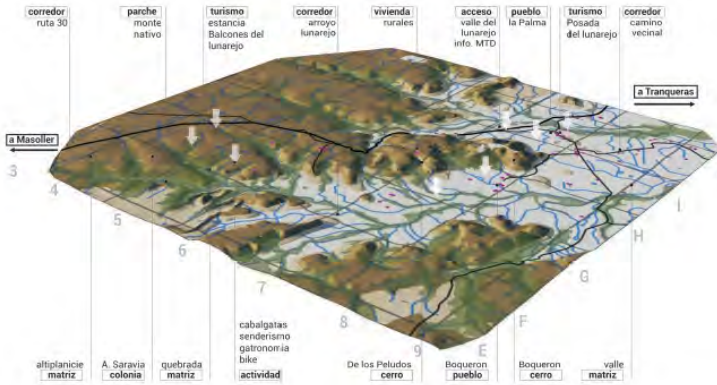 corredor
ruta 30
parche
monte
nativo
turismo
estancia
Balcones del
lunarejo
corredor
arroyo
lunarejo
vivienda
rurales
acceso
valle del
lunarejo
info. MTD
pueblo
la Palma
turismo
Posada
del lunarejo
corredor
camino
vecinal
a Tranqueras
a Masoller
3
4
5
6
7
8
9
E
F
G
H
I
altiplanicie
matriz
A. Saravia
colonia
quebrada
matriz
cabalgatas
senderismo
gatronomia
bike
actividad
De los Peludos
cerro
Boqueron
pueblo
Boqueron
cerro
valle
matriz